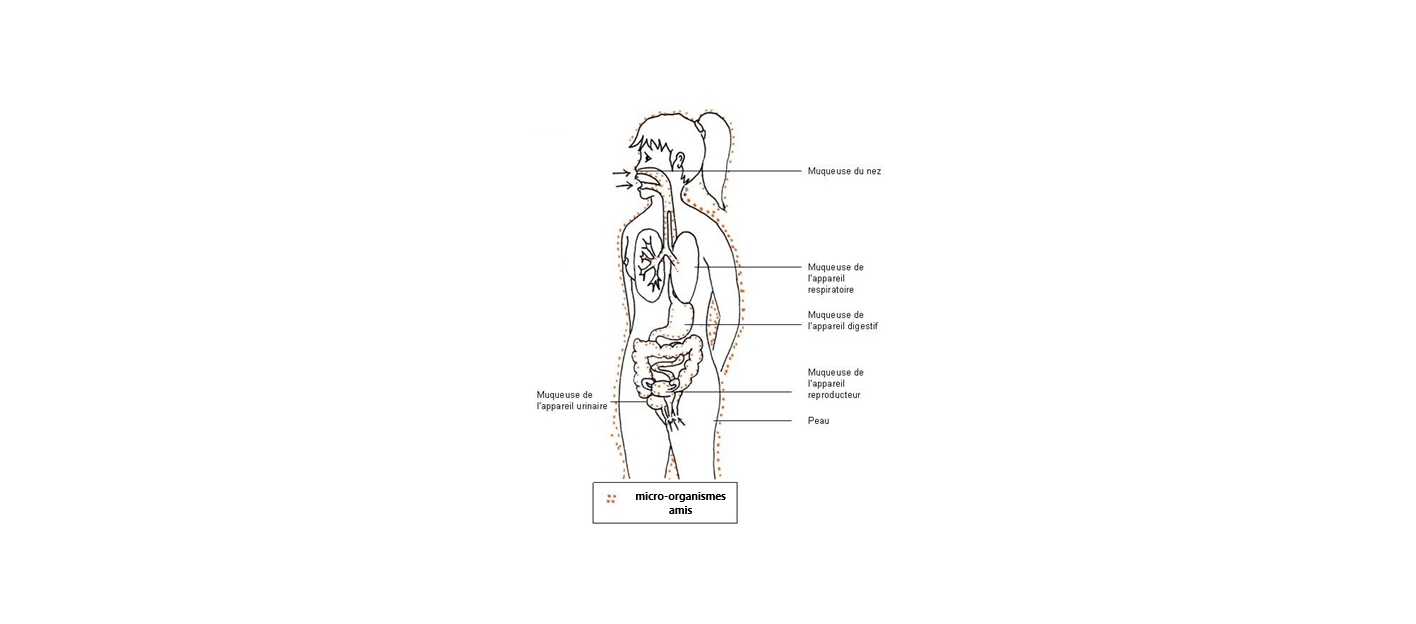 Muqueuse du nez
Muqueuse de
l'appareil
respiratoire
Muqueuse de
l'appareil digestif
Muqueuse de
l'appareil
reproducteur
Muqueuse de
l'appareil urinaire
Peau
micro-organismes
amis